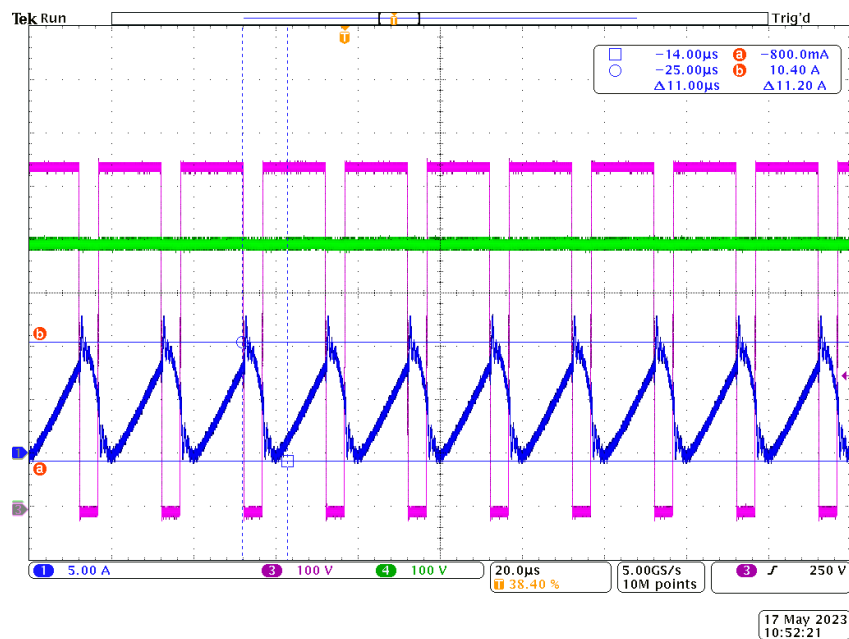 Tek Run Trig'd
T T
−14.00µs a −800.0mA
−25.00µs b 10.40 A
Δ11.00µs Δ11.20 A
b
1
a
3
1 5.00 A 3 100 V 4 100 V 20.0µs 5.00GS/s 3 250 V
T 38.40 % 10M points
17 May 2023
10:52:21